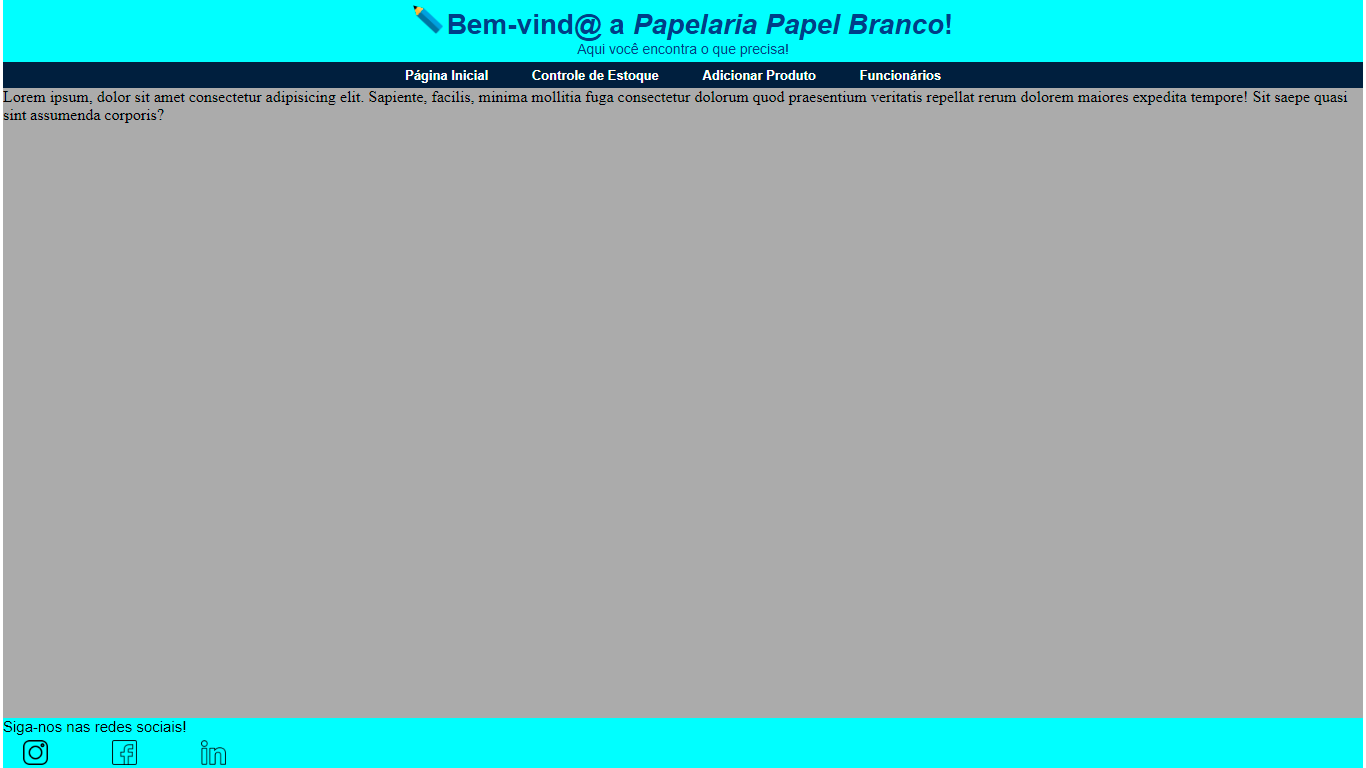 Bem-vind@ a Papelaria Papel Branco!
Aqui você encontra o que precisa!
Página Inicial Controle de Estoque Adicionar Produto Funcionários
Lorem ipsum, dolor sit amet consectetur adipisicing elit. Sapiente, facilis, minima mollitia fuga consectetur dolorum quod praesentium veritatis repellat rerum dolorem maiores expedita tempore! Sit saepe quasi
sint assumenda corporis?
Siga-nos nas redes sociais!